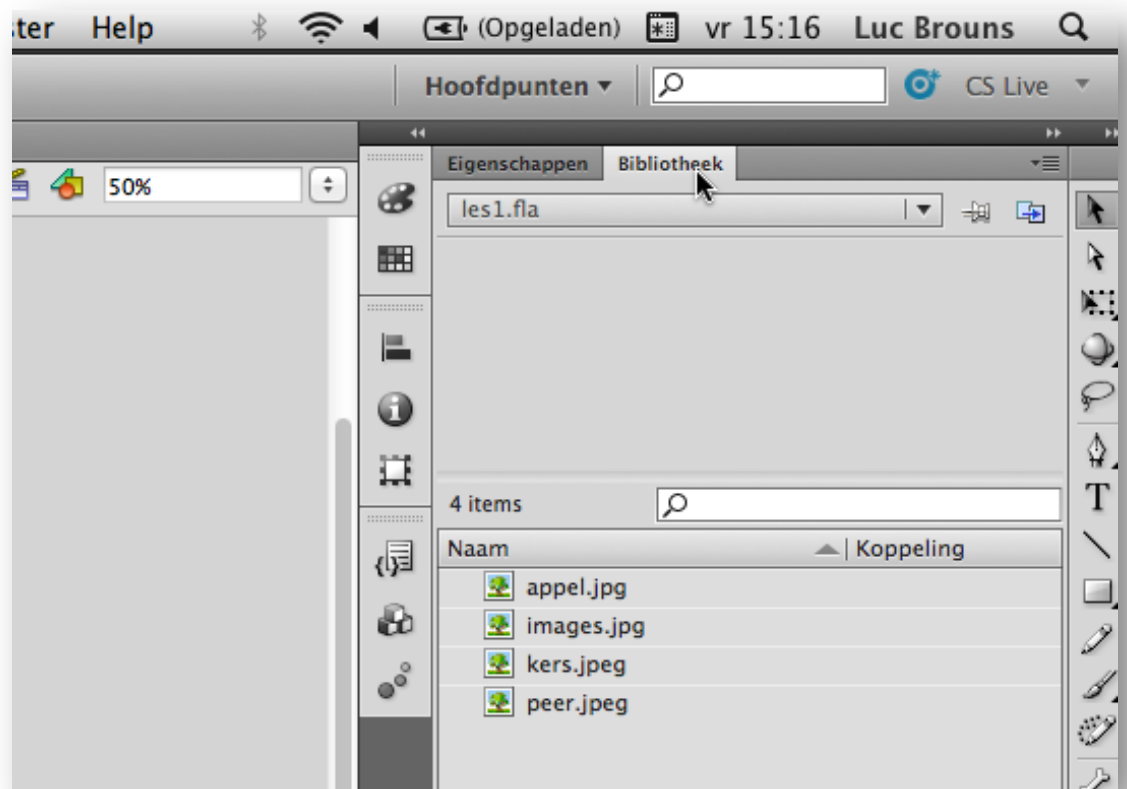 ster Help (Opgeladen) vr 15:16 Luc Brouns
Hoofdpunten CS Live
Eigenschappen Bibliotheek
50%
les1.fla
4 items
Naam Koppeling
appel.jpg
images.jpg
kers.jpeg
peer.jpeg